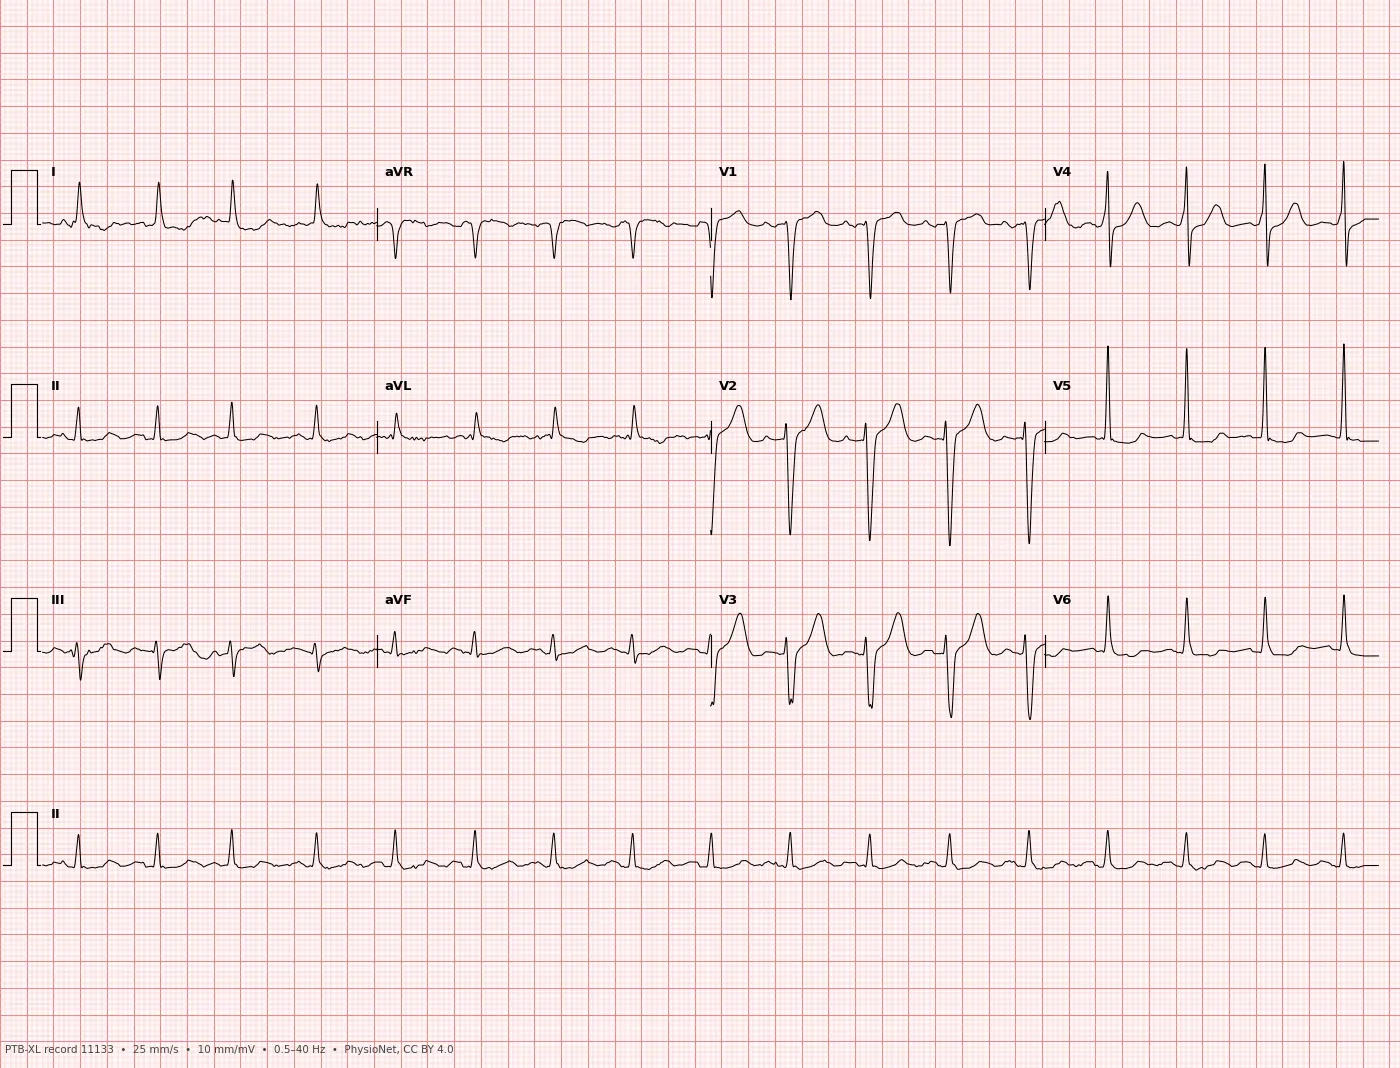 I aVR V1 V4
II aVL V2 V5
III aVF V3 V6
II
PTB-XL record 11133 • 25 mm/s • 10 mm/mV • 0.5–40 Hz • PhysioNet, CC BY 4.0